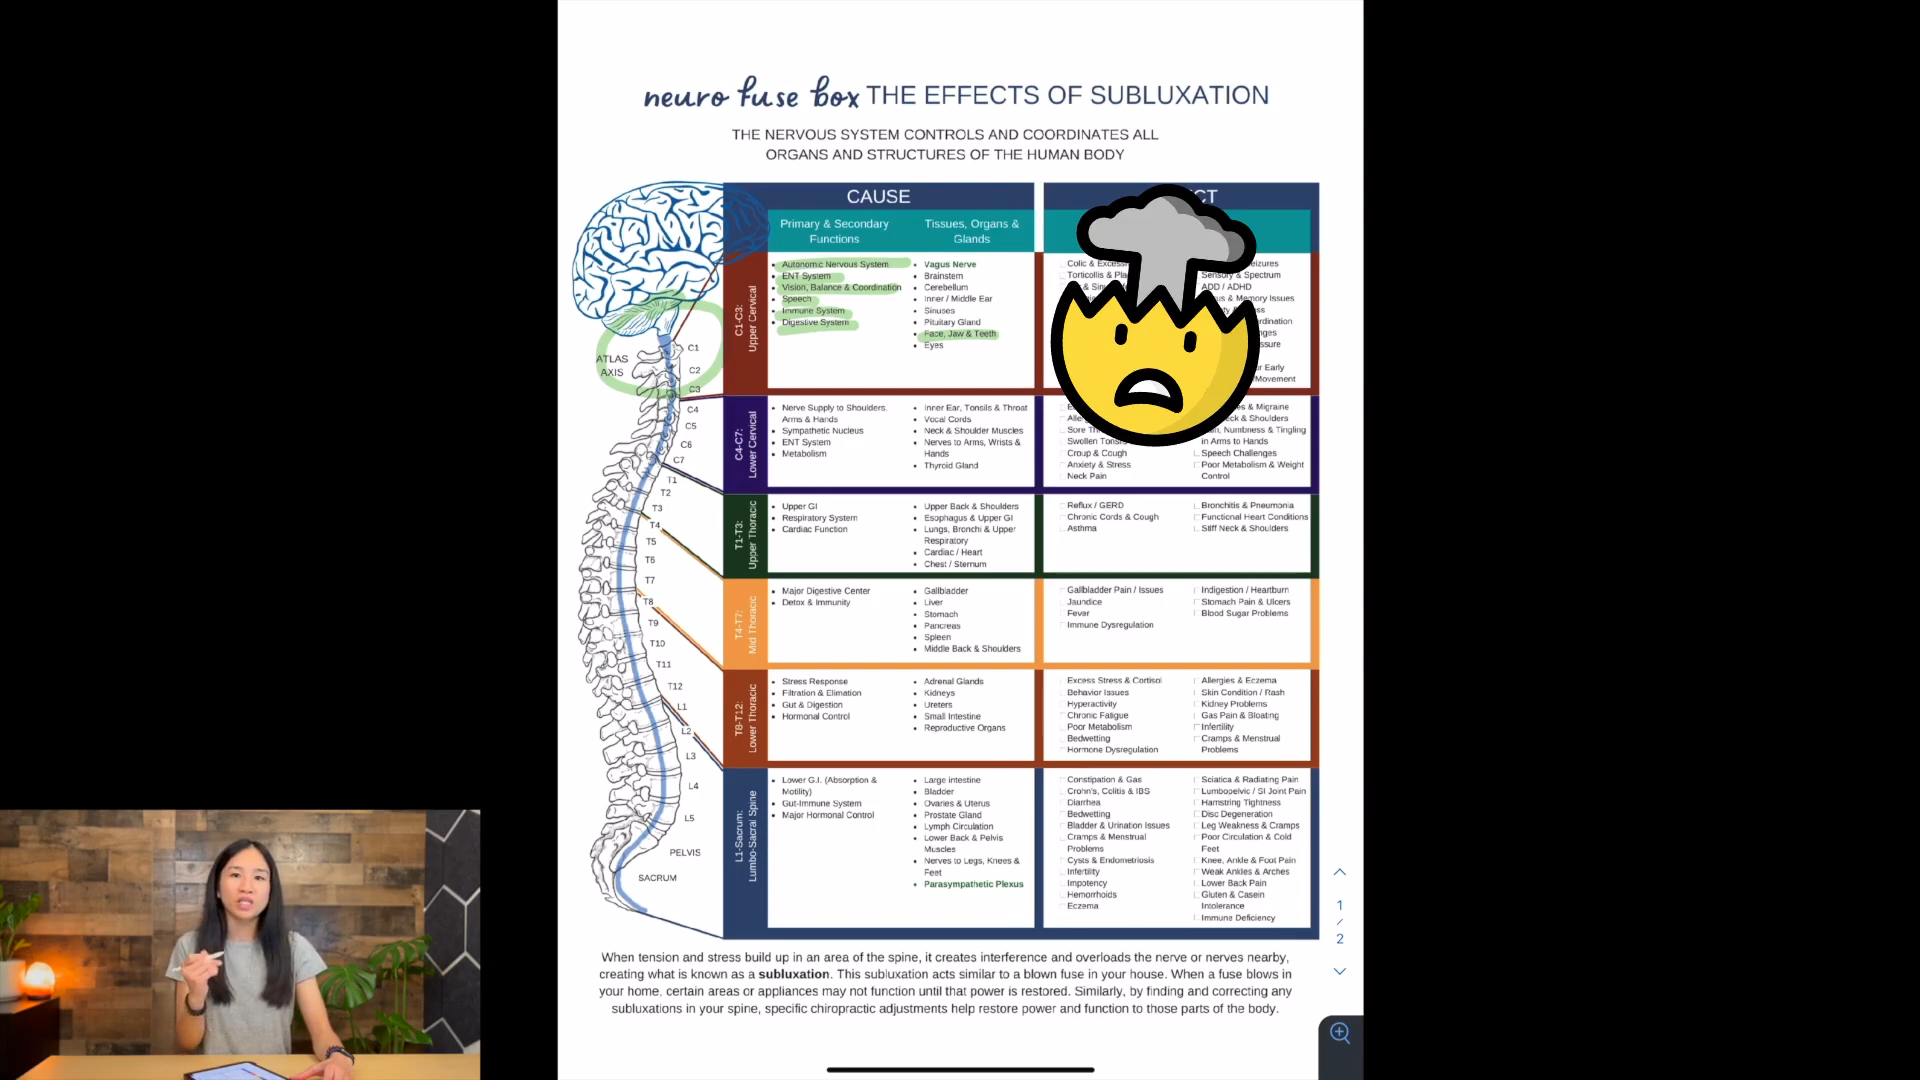 neuro fuse box THE EFFECTS OF SUBLUXATION
THE NERVOUS SYSTEM CONTROLS AND COORDINATES ALL
ORGANS AND STRUCTURES OF THE HUMAN BODY
CAUSE
Primary & Secondary
Functions
Tissues, Organs &
Glands
ATLAS
AXIS
C1
C2
C3
C4
C5
C6
C7
T1
T2
T3
T4
T5
T6
T7
T8
T9
T10
T11
T12
L1
L2
L3
L4
L5
PELVIS
SACRUM
C1-C3:
Upper Cervical
Autonomic Nervous System
ENT System
Vision, Balance & Coordination
Speech
Immune System
Digestive System
Vagus Nerve
Brainstem
Cerebellum
Inner / Middle Ear
Sinuses
Pituitary Gland
Face, Jaw & Teeth
Eyes
Colic &
Torticollis &
Sensory & Spectrum
ADD / ADHD
& Memory Issues
Early
Movement
C4-C7:
Lower Cervical
Nerve Supply to Shoulders,
Arms & Hands
Sympathetic Nucleus
ENT System
Metabolism
Inner Ear, Tonsils & Throat
Vocal Cords
Neck & Shoulder Muscles
Nerves to Arms, Wrists &
Hands
Thyroid Gland
Sore
Swollen
Croup & Cough
Anxiety & Stress
Neck Pain
& Migraine
& Shoulders
Numbness & Tingling
in Arms to Hands
Speech Challenges
Poor Metabolism & Weight
Control
T1-T3:
Upper Thoracic
Upper GI
Respiratory System
Cardiac Function
Upper Back & Shoulders
Esophagus & Upper GI
Lungs, Bronchi & Upper
Respiratory
Cardiac / Heart
Chest / Sternum
Reflux / GERD
Chronic Cords & Cough
Asthma
Bronchitis & Pneumonia
Functional Heart Conditions
Stiff Neck & Shoulders
T4-T7:
Mid Thoracic
Major Digestive Center
Detox & Immunity
Gallbladder
Liver
Stomach
Pancreas
Spleen
Middle Back & Shoulders
Gallbladder Pain / Issues
Jaundice
Fever
Immune Dysregulation
Indigestion / Heartburn
Stomach Pain & Ulcers
Blood Sugar Problems
T8-T12:
Lower Thoracic
Stress Response
Filtration & Elimation
Gut & Digestion
Hormonal Control
Adrenal Glands
Kidneys
Ureters
Small Intestine
Reproductive Organs
Excess Stress & Cortisol
Behavior Issues
Hyperactivity
Chronic Fatigue
Poor Metabolism
Bedwetting
Hormone Dysregulation
Allergies & Eczema
Skin Condition / Rash
Kidney Problems
Gas Pain & Bloating
Infertility
Cramps & Menstrual
Problems
L1-Sacrum:
Lumbo-Sacral Spine
Lower G.I. (Absorption &
Motility)
Gut-Immune System
Major Hormonal Control
Large intestine
Bladder
Ovaries & Uterus
Prostate Gland
Lymph Circulation
Lower Back & Pelvis
Muscles
Nerves to Legs, Knees &
Feet
Parasympathetic Plexus
Constipation & Gas
Crohn's, Colitis & IBS
Diarrhea
Bedwetting
Bladder & Urination Issues
Cramps & Menstrual
Problems
Cysts & Endometriosis
Infertility
Impotency
Hemorrhoids
Eczema
Sciatica & Radiating Pain
Lumbopelvic / SI Joint Pain
Hamstring Tightness
Disc Degeneration
Leg Weakness & Cramps
Poor Circulation & Cold
Feet
Knee, Ankle & Foot Pain
Weak Ankles & Arches
Lower Back Pain
Gluten & Casein
Intolerance
Immune Deficiency
When tension and stress build up in an area of the spine, it creates interference and overloads the nerve or nerves nearby,
creating what is known as a subluxation. This subluxation acts similar to a blown fuse in your house. When a fuse blows in
your home, certain areas or appliances may not function until that power is restored. Similarly, by finding and correcting any
subluxations in your spine, specific chiropractic adjustments help restore power and function to those parts of the body.
1
/
2